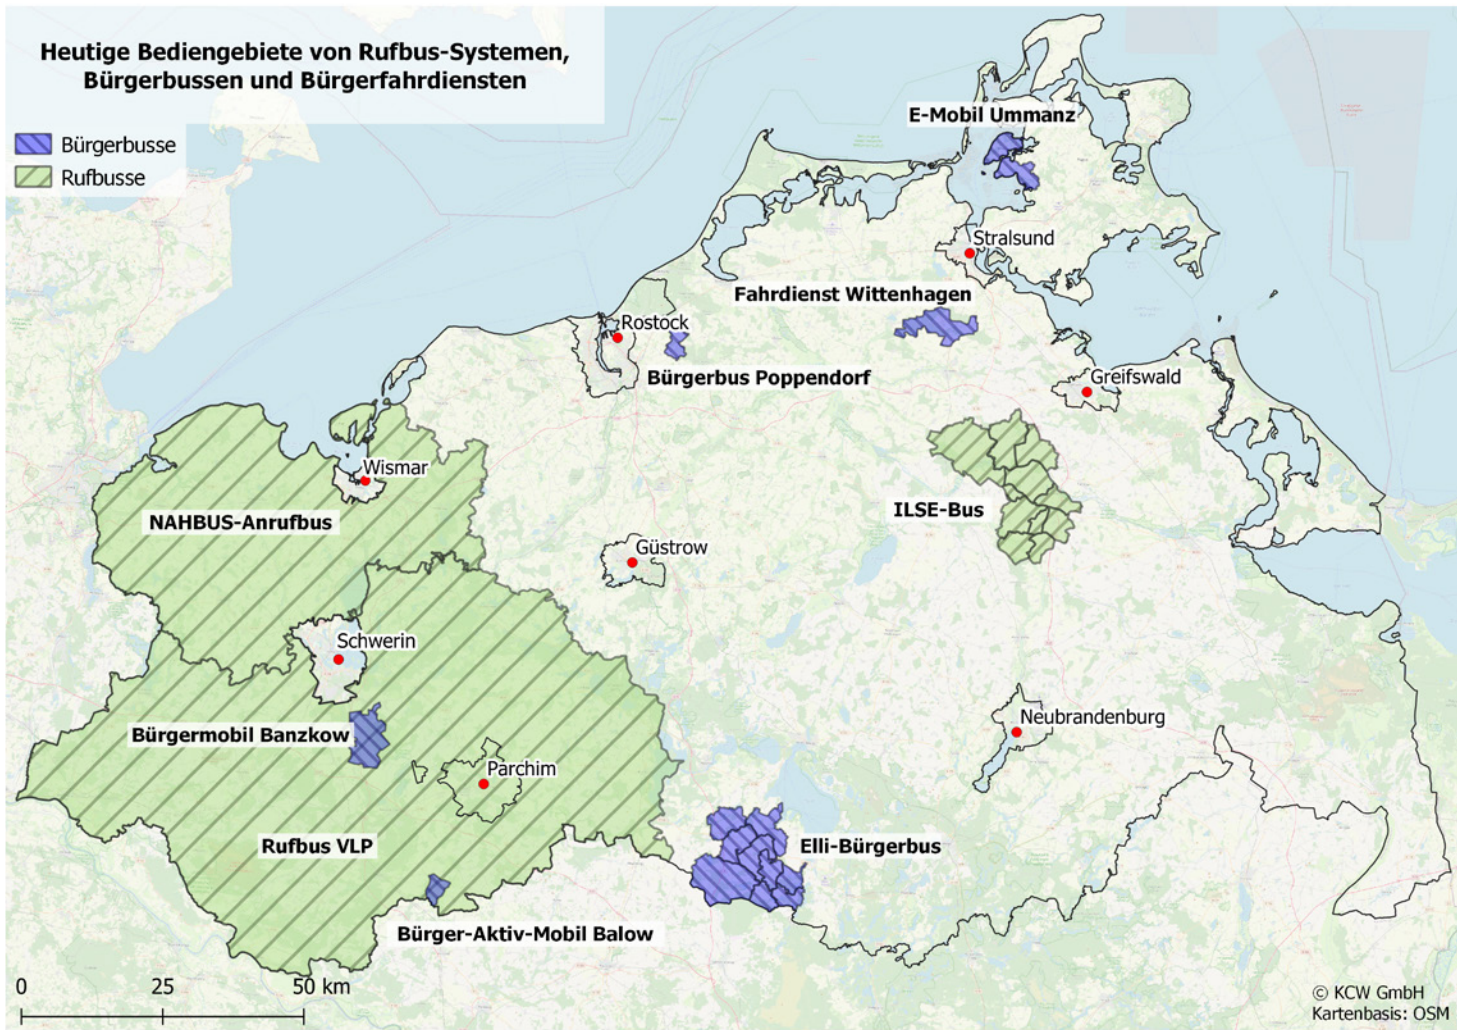 Heutige Bediengebiete von Rufbus-Systemen,
Bürgerbussen und Bürgerfahrdiensten
Bürgerbusse
Rufbusse
E-Mobil Ummanz
Stralsund
Fahrdienst Wittenhagen
Rostock
Bürgerbus Poppendorf
Greifswald
Wismar
NAHBUS-Anrufbus
ILSE-Bus
Güstrow
Schwerin
Bürgermobil Banzkow
Neubrandenburg
Parchim
Rufbus VLP
Elli-Bürgerbus
Bürger-Aktiv-Mobil Balow
0 25 50 km
© KCW GmbH
Kartenbasis: OSM